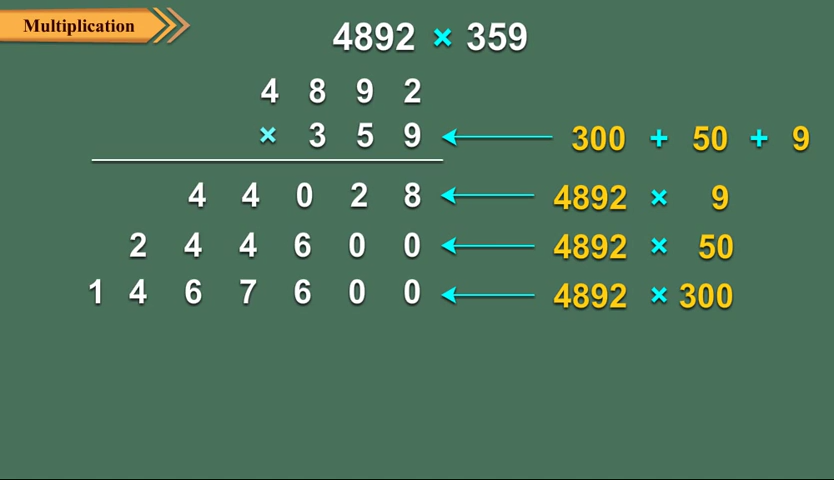 Multiplication
4892 × 359
4 8 9 2
× 3 5 9 300 + 50 + 9
4 4 0 2 8 4892 × 9
2 4 4 6 0 0 4892 × 50
1 4 6 7 6 0 0 4892 × 300